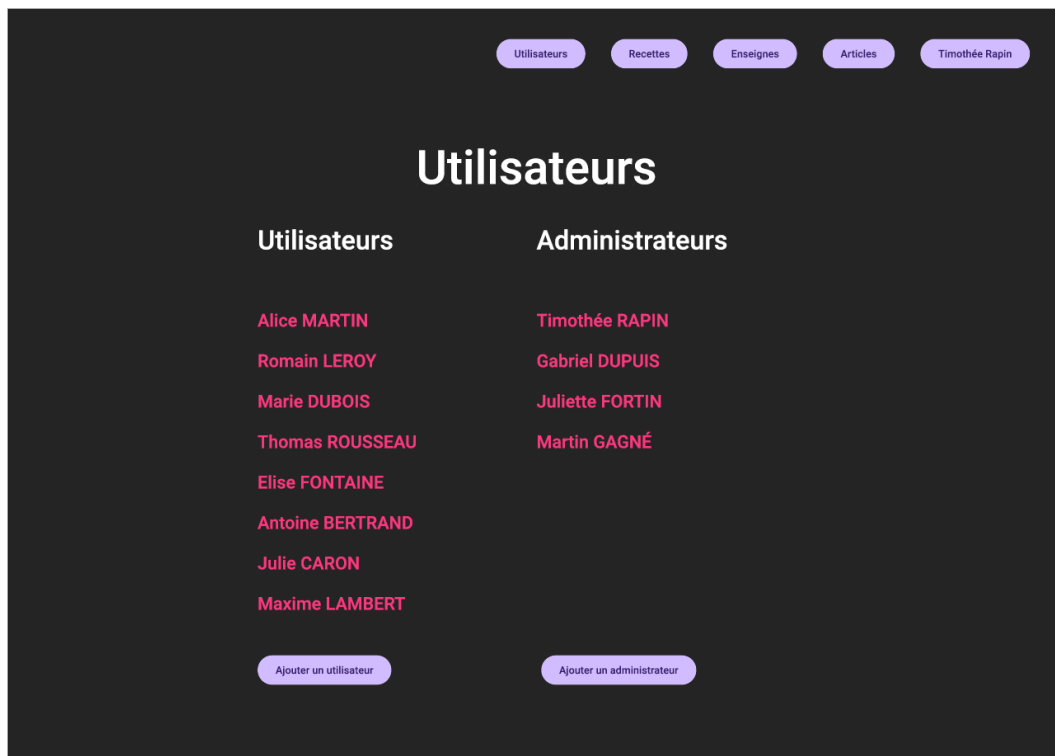 Utilisateurs Recettes Enseignes Articles Timothée Rapin
Utilisateurs
Utilisateurs
Alice MARTIN
Romain LEROY
Marie DUBOIS
Thomas ROUSSEAU
Elise FONTAINE
Antoine BERTRAND
Julie CARON
Maxime LAMBERT
Ajouter un utilisateur
Administrateurs
Timothée RAPIN
Gabriel DUPUIS
Juliette FORTIN
Martin GAGNÉ
Ajouter un administrateur